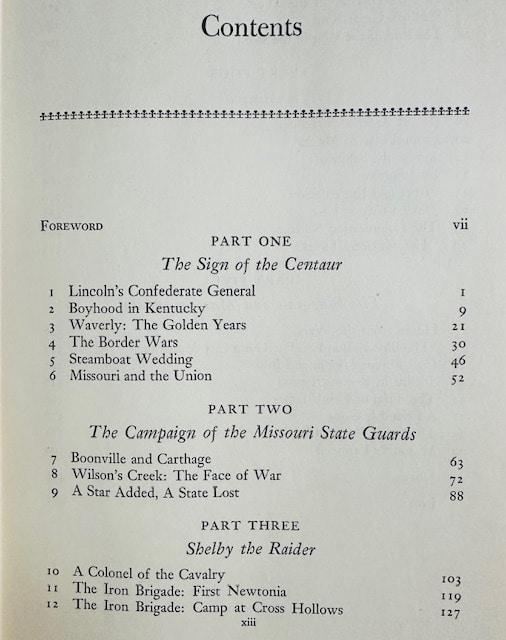 Contents
FOREWORD vii
PART ONE
The Sign of the Centaur
1 Lincoln's Confederate General 1
2 Boyhood in Kentucky 9
3 Waverly: The Golden Years 21
4 The Border Wars 30
5 Steamboat Wedding 46
6 Missouri and the Union 52
PART TWO
The Campaign of the Missouri State Guards
7 Boonville and Carthage 63
8 Wilson's Creek: The Face of War 72
9 A Star Added, A State Lost 88
PART THREE
Shelby the Raider
10 A Colonel of the Cavalry 103
11 The Iron Brigade: First Newtonia 119
12 The Iron Brigade: Camp at Cross Hollows 127
xiii